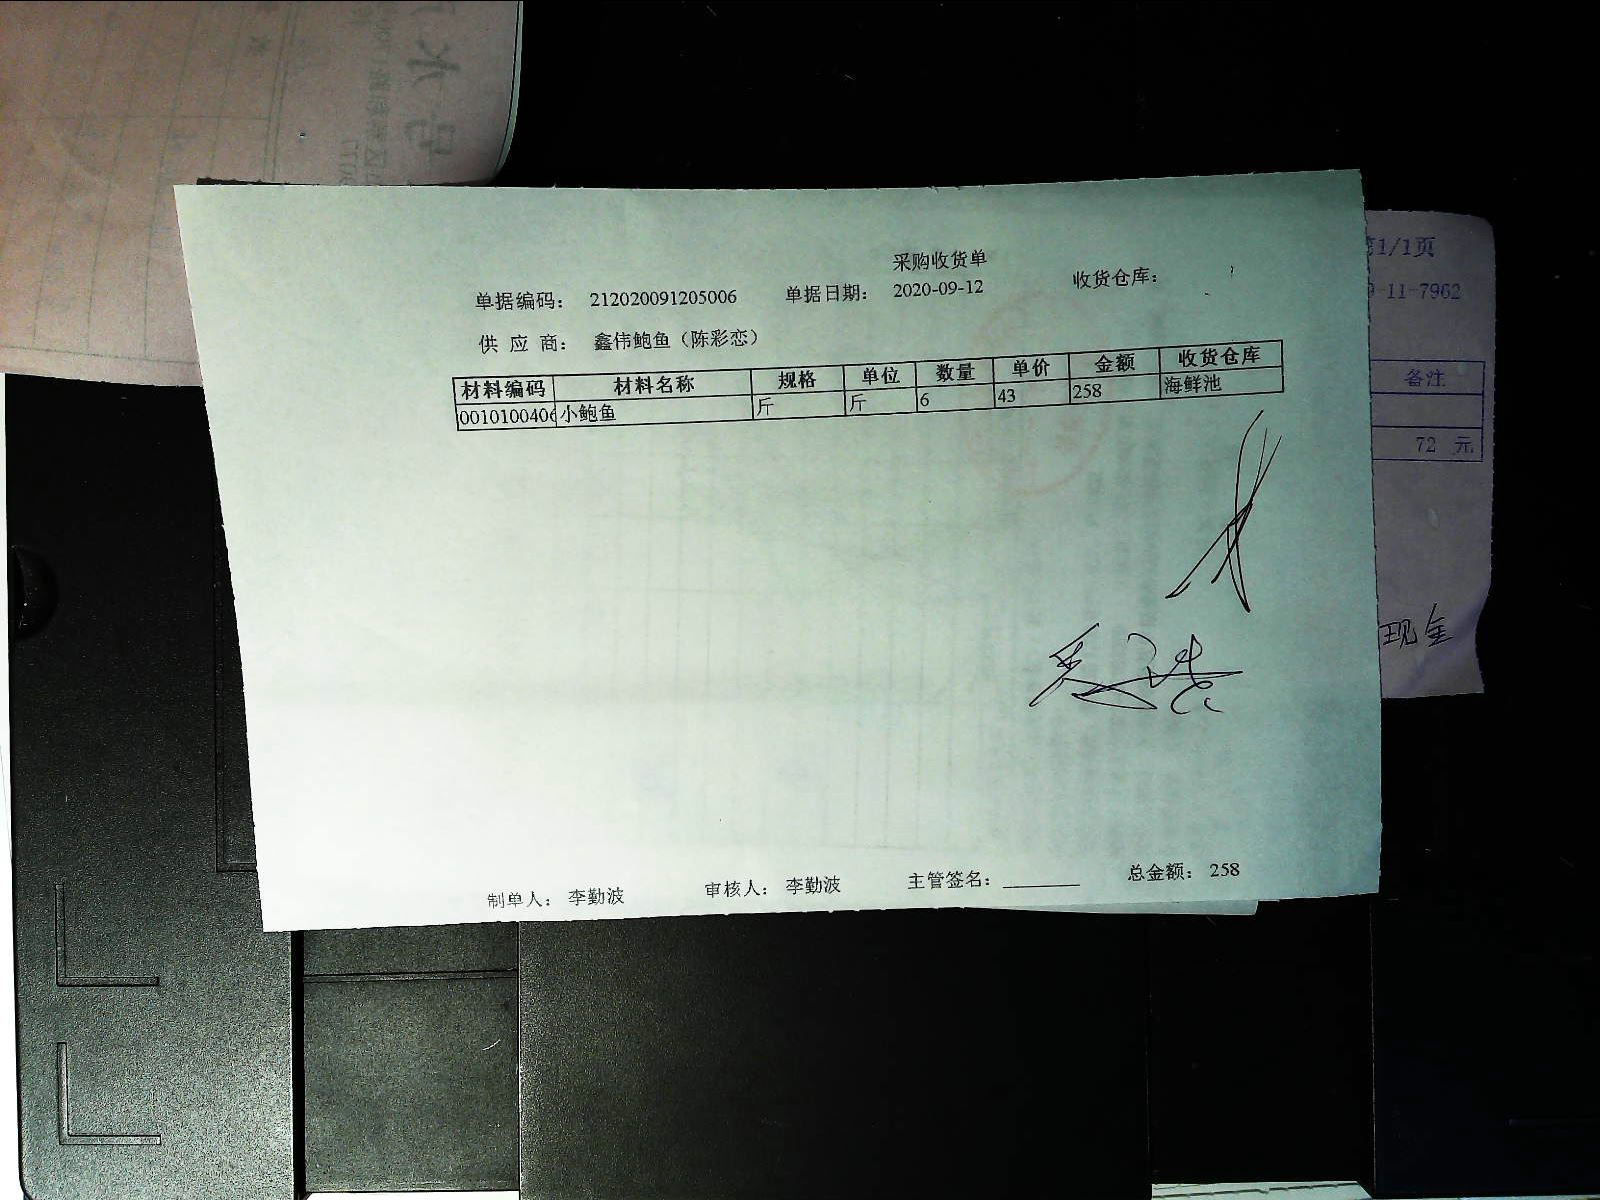 采购收货单
单据编码： 212020091205006 单据日期： 2020-09-12 收货仓库：
供 应 商： 鑫伟鲍鱼（陈彩恋）
材料编码 材料名称 规格 单位 数量 单价 金额 收货仓库
0010100406 小鲍鱼 斤 斤 6 43 258 海鲜池
制单人： 李勤波 审核人： 李勤波 主管签名： 总金额： 258
1/1页
11-7962
备注
72 元
现金